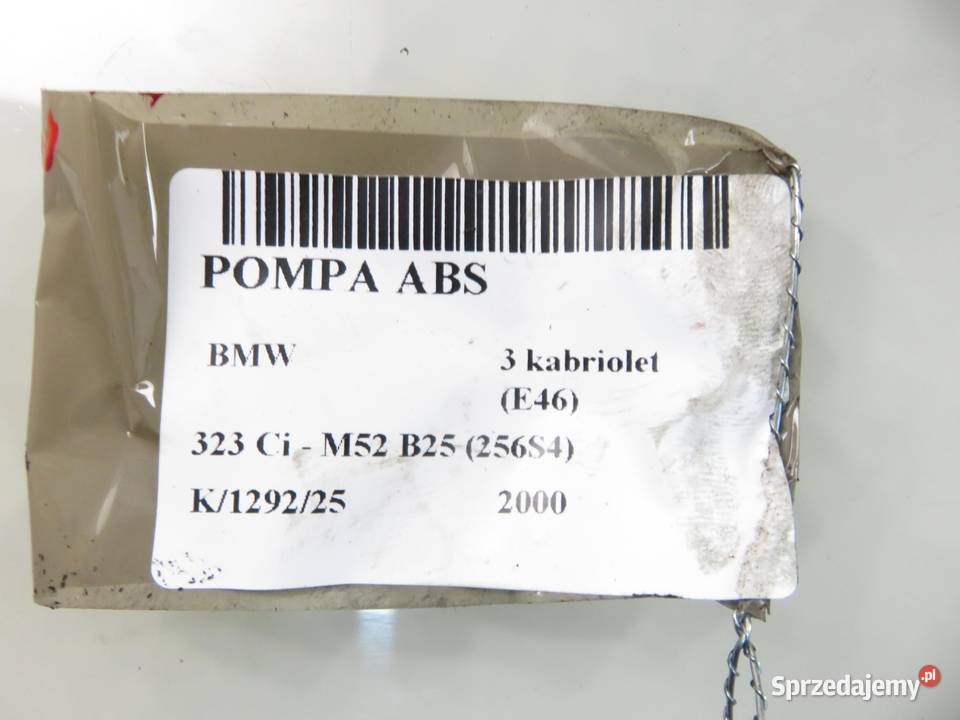 POMPA ABS
BMW 3 kabriolet
(E46)
323 Ci - M52 B25 (256S4)
K/1292/25 2000
Sprzedajemy.pl